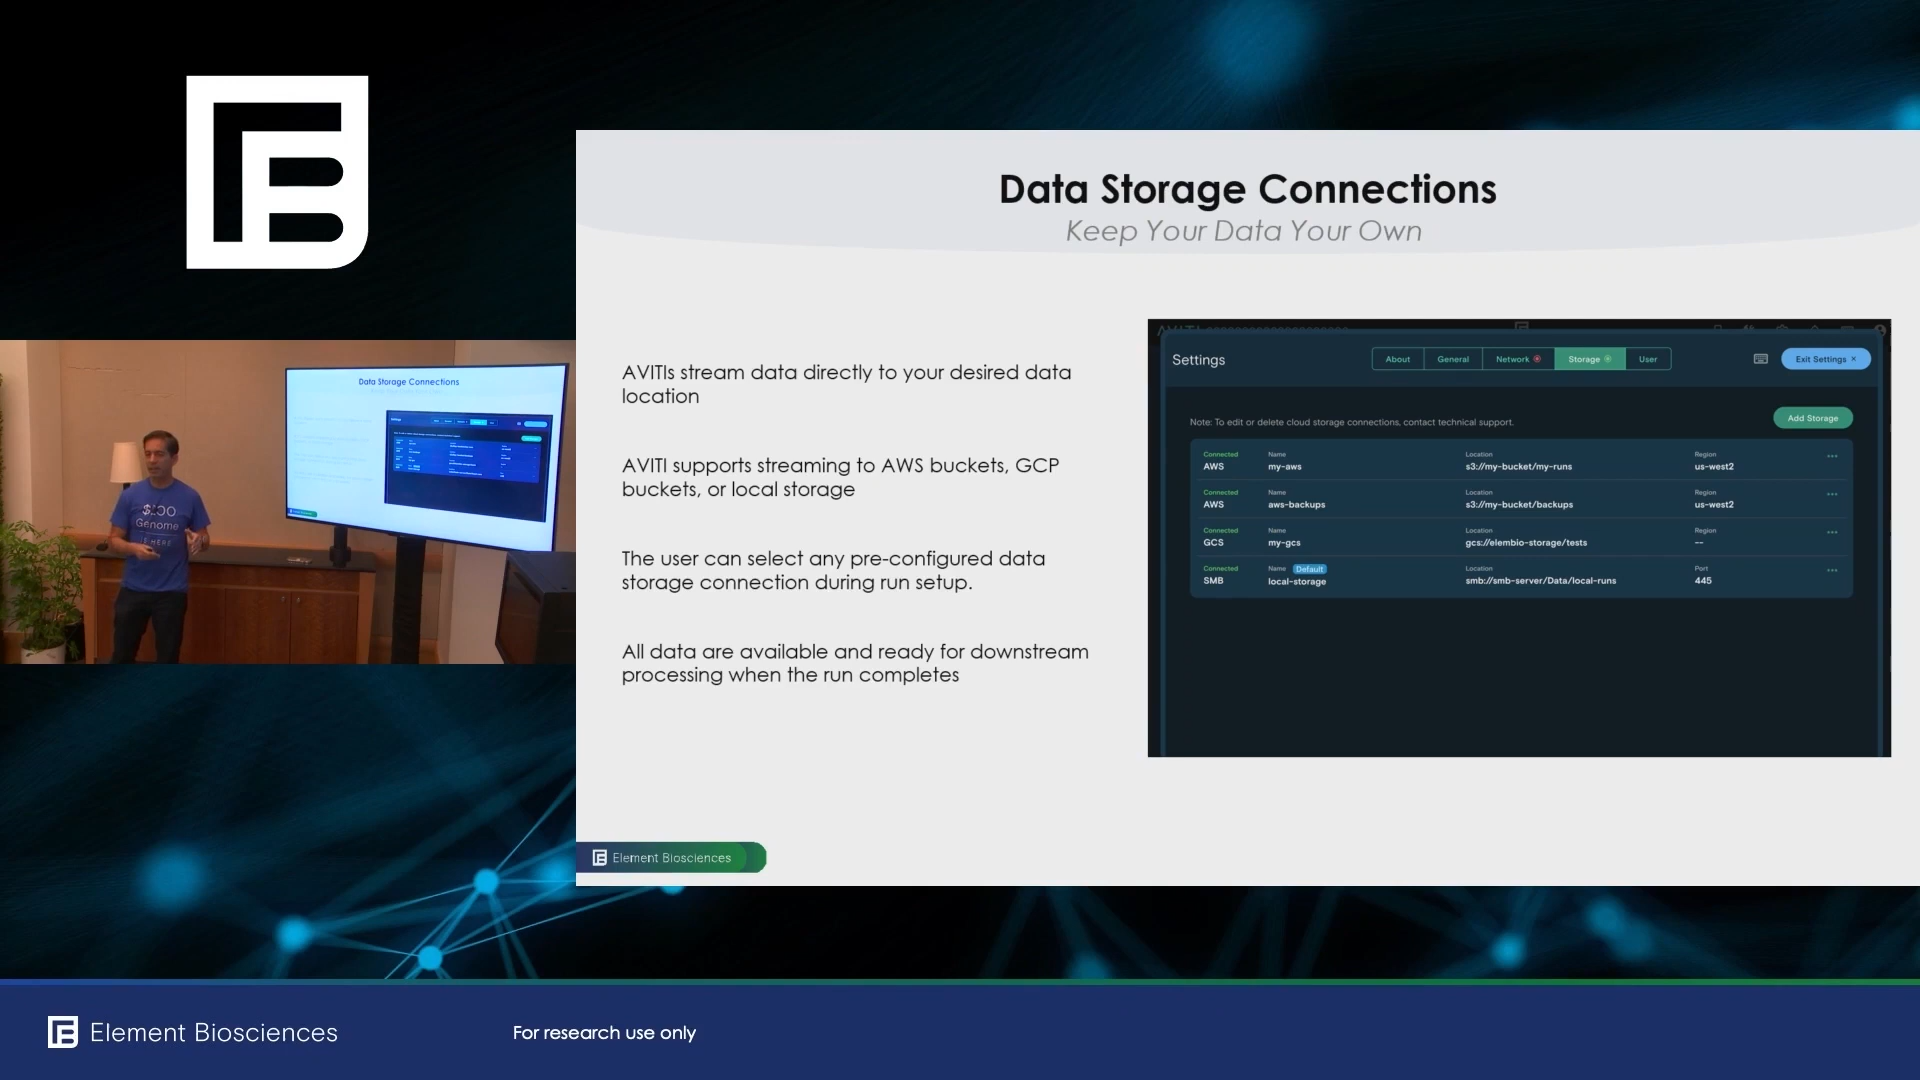 Data Storage Connections
Keep Your Data Your Own
AVITIs stream data directly to your desired data
location
AVITI supports streaming to AWS buckets, GCP
buckets, or local storage
The user can select any pre-configured data
storage connection during run setup.
All data are available and ready for downstream
processing when the run completes
Settings
About General Network Storage User
Exit Settings ×
Note: To edit or delete cloud storage connections, contact technical support.
Add Storage
Connected Name Location Region
AWS my-aws s3://my-bucket/my-runs us-west2
Connected Name Location Region
AWS aws-backups s3://my-bucket/backups us-west2
Connected Name Location Region
GCS my-gcs gcs://elembio-storage/tests --
Connected Name Default Location Port
SMB local-storage smb://smb-server/Data/local-runs 445
Element Biosciences
Data Storage Connections
$100
Genome
IS HERE
Element Biosciences
For research use only